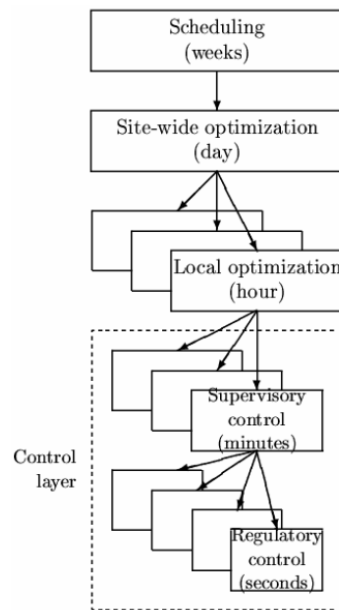 Scheduling
(weeks)
Site-wide optimization
(day)
Local optimization
(hour)
Supervisory
control
(minutes)
Control
layer
Regulatory
control
(seconds)